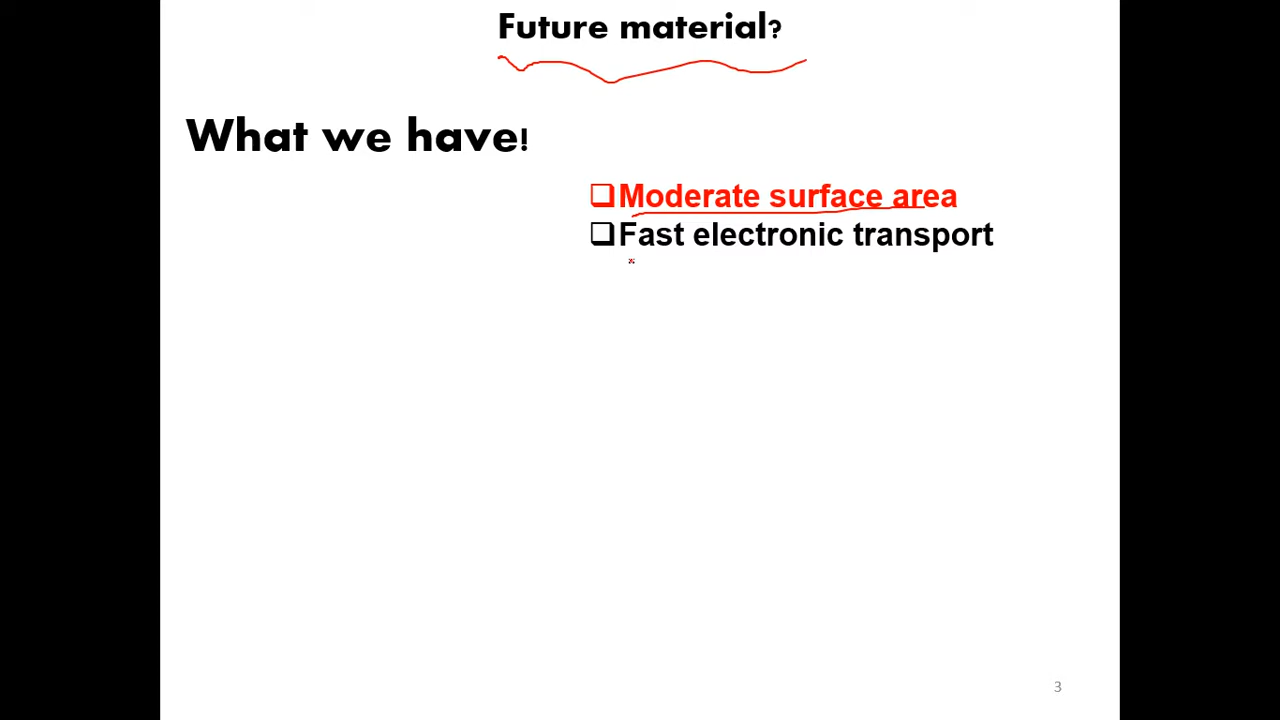 Future material?
What we have!
Moderate surface area
Fast electronic transport
3